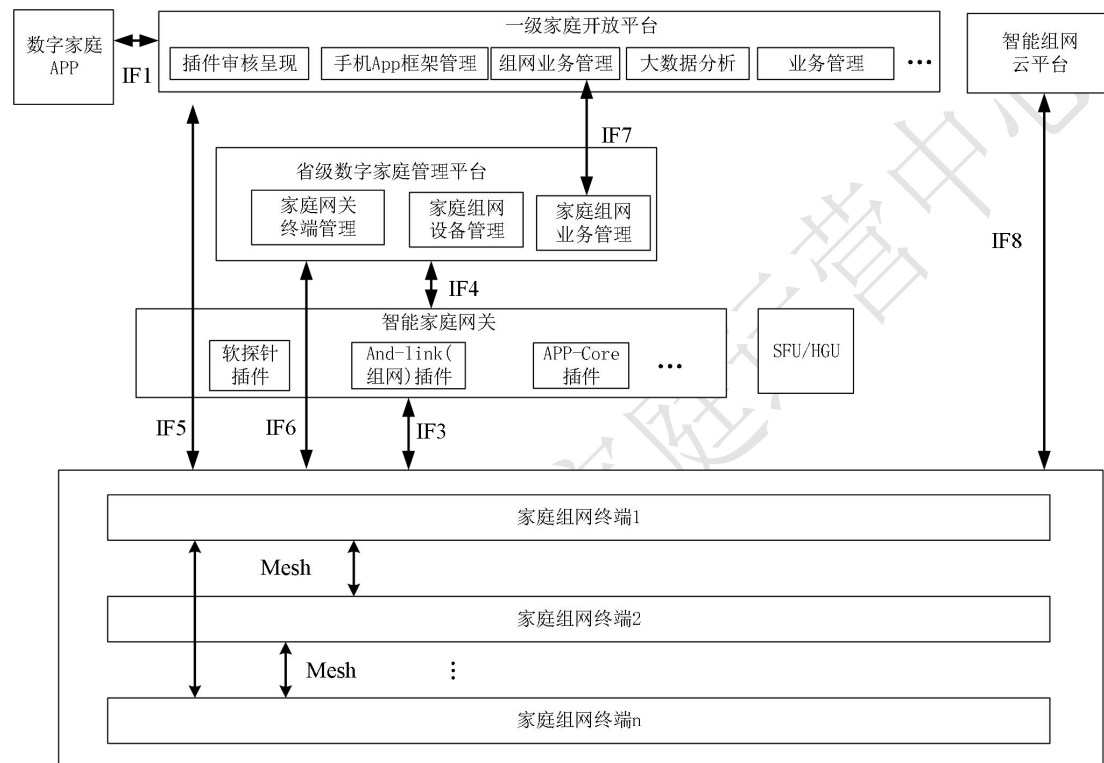 数字家庭
APP
IF1
一级家庭开放平台
插件审核呈现
手机App框架管理
组网业务管理
大数据分析
业务管理
...
智能组网
云平台
IF7
省级数字家庭管理平台
家庭网关
终端管理
家庭组网
设备管理
家庭组网
业务管理
IF8
IF4
智能家庭网关
软探针
插件
And-link(
组网)插件
APP-Core
插件
...
SFU/HGU
IF5
IF6
IF3
家庭组网终端1
Mesh
家庭组网终端2
Mesh
...
家庭组网终端n
家庭运营中心